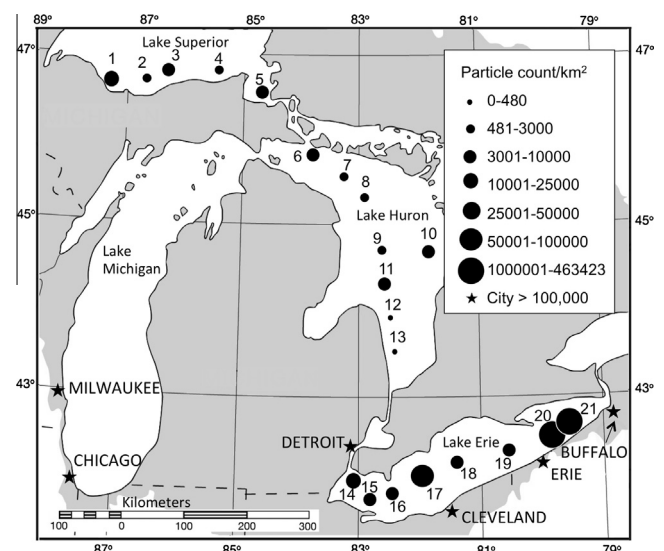 89° 87° 85° 83° 81° 79°
47° 47°
Lake Superior
1 2 3 4
5
Particle count/km2
0-480
481-3000
3001-10000
10001-25000
25001-50000
50001-100000
1000001-463423
City > 100,000
6
7
8
Lake Huron
45° 45°
9 10
Lake
Michigan
11
12
13
43° 43°
MILWAUKEE
20 21
DETROIT
Lake Erie
BUFFALO
CHICAGO
14 15 16 17 18 19
ERIE
Kilometers
CLEVELAND
100 0 100 200 300
87° 85° 83° 81° 79°